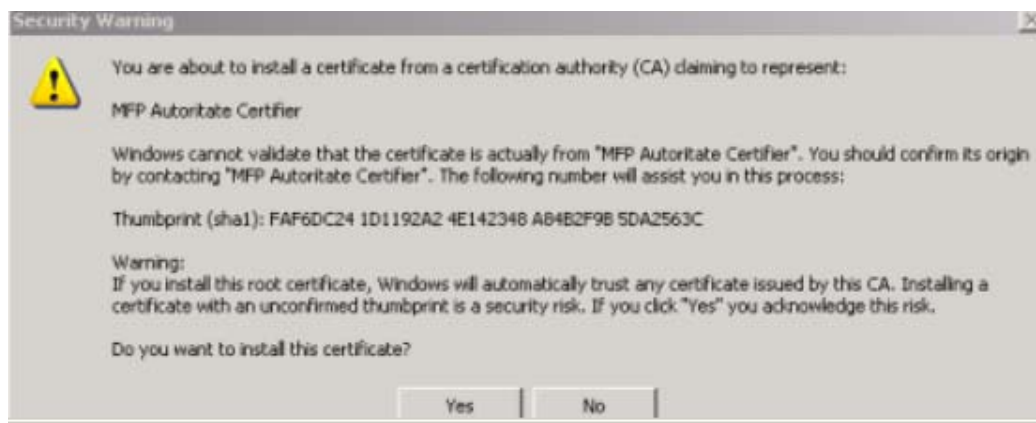 Security Warning
You are about to install a certificate from a certification authority (CA) claiming to represent:
MFP Autoritate Certifier
Windows cannot validate that the certificate is actually from "MFP Autoritate Certifier". You should confirm its origin
by contacting "MFP Autoritate Certifier". The following number will assist you in this process:
Thumbprint (sha1): FAF6DC24 1D1192A2 4E142348 A84B2F9B 5DA2563C
Warning:
If you install this root certificate, Windows will automatically trust any certificate issued by this CA. Installing a
certificate with an unconfirmed thumbprint is a security risk. If you click "Yes" you acknowledge this risk.
Do you want to install this certificate?
Yes No